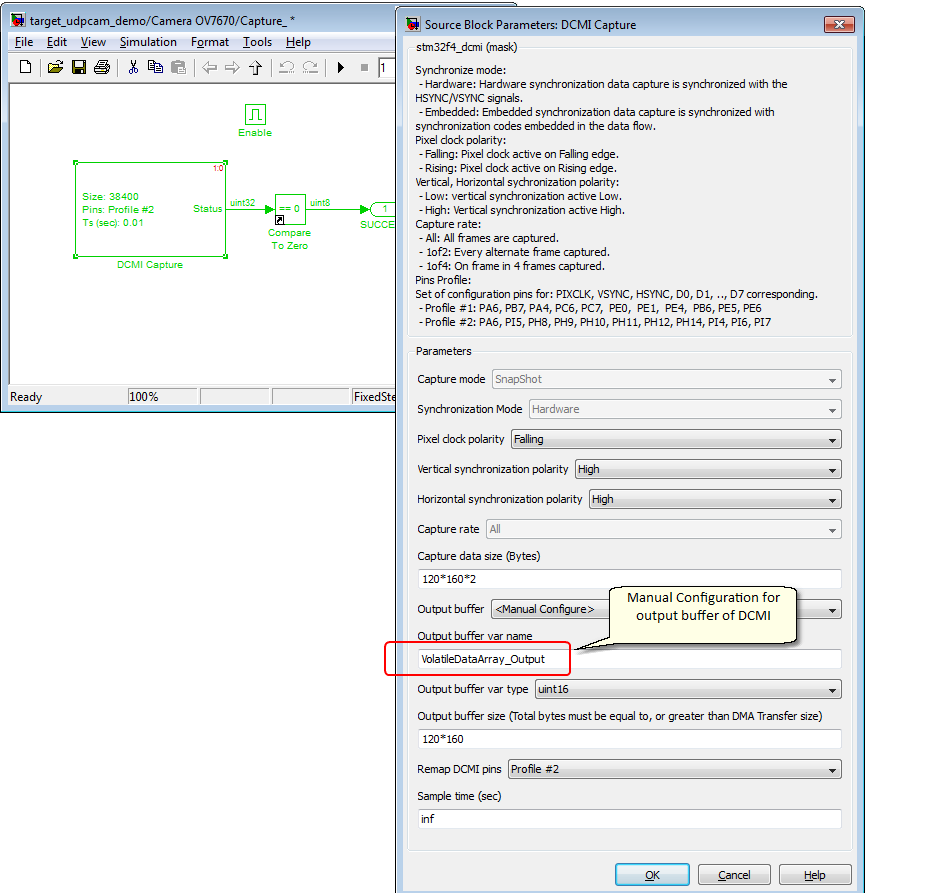 target_udpcam_demo/Camera OV7670/Capture_ *
File Edit View Simulation Format Tools Help
1
Enable
1:0
Size: 38400
Pins: Profile #2
Ts (sec): 0.01
Status
uint32
== 0
uint8
1
SUCCE
Compare
To Zero
DCMI Capture
Ready
100%
FixedSte
Source Block Parameters: DCMI Capture
stm32f4_dcmi (mask)
Synchronize mode:
- Hardware: Hardware synchronization data capture is synchronized with the
HSYNC/VSYNC signals.
- Embedded: Embedded synchronization data capture is synchronized with
synchronization codes embedded in the data flow.
Pixel clock polarity:
- Falling: Pixel clock active on Falling edge.
- Rising: Pixel clock active on Rising edge.
Vertical, Horizontal sychronization polarity:
- Low: vertical synchronization active Low.
- High: Vertical synchronization active High.
Capture rate:
- All: All frames are captured.
- 1of2: Every alternate frame captured.
- 1of4: On frame in 4 frames captured.
Pins Profile:
Set of configuration pins for: PIXCLK, VSYNC, HSYNC, D0, D1, .., D7 corresponding.
- Profile #1: PA6, PB7, PA4, PC6, PC7, PE0, PE1, PE4, PB6, PE5, PE6
- Profile #2: PA6, PI5, PH8, PH9, PH10, PH11, PH12, PH14, PI4, PI6, PI7
Parameters
Capture mode SnapShot
Synchronization Mode Hardware
Pixel clock polarity Falling
Vertical synchronization polarity High
Horizontal synchronization polarity High
Capture rate All
Capture data size (Bytes)
120*160*2
Output buffer <Manual Configure>
Manual Configuration for
output buffer of DCMI
Output buffer var name
VolatileDataArray_Output
Output buffer var type uint16
Output buffer size (Total bytes must be equal to, or greater than DMA Transfer size)
120*160
Remap DCMI pins Profile #2
Sample time (sec)
inf
OK Cancel Help